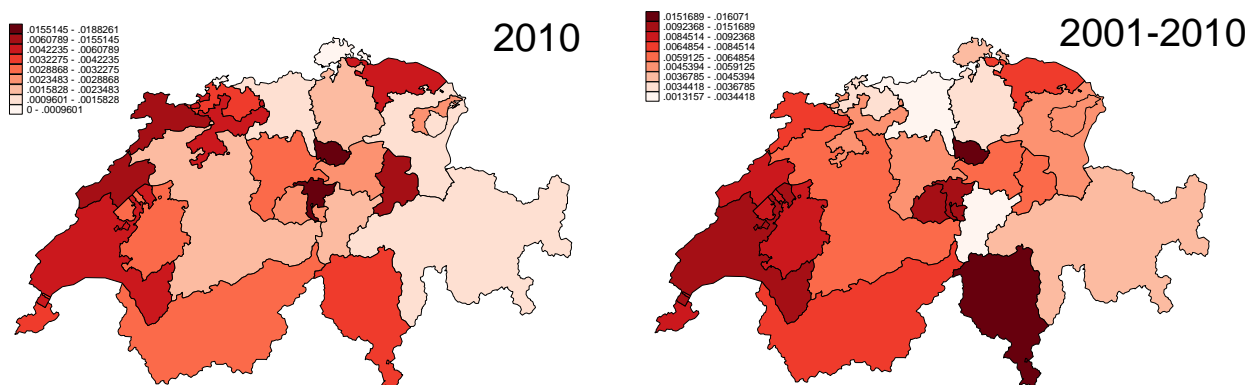 .0155145 - .0188261
.0060789 - .0155145
.0042235 - .0060789
.0032275 - .0042235
.0028868 - .0032275
.0023483 - .0028868
.0015828 - .0023483
.0009601 - .0015828
0 - .0009601
2010
.0151689 - .016071
.0092368 - .0151689
.0084514 - .0092368
.0064854 - .0084514
.0059125 - .0064854
.0045394 - .0059125
.0036785 - .0045394
.0034418 - .0036785
.0013157 - .0034418
2001-2010